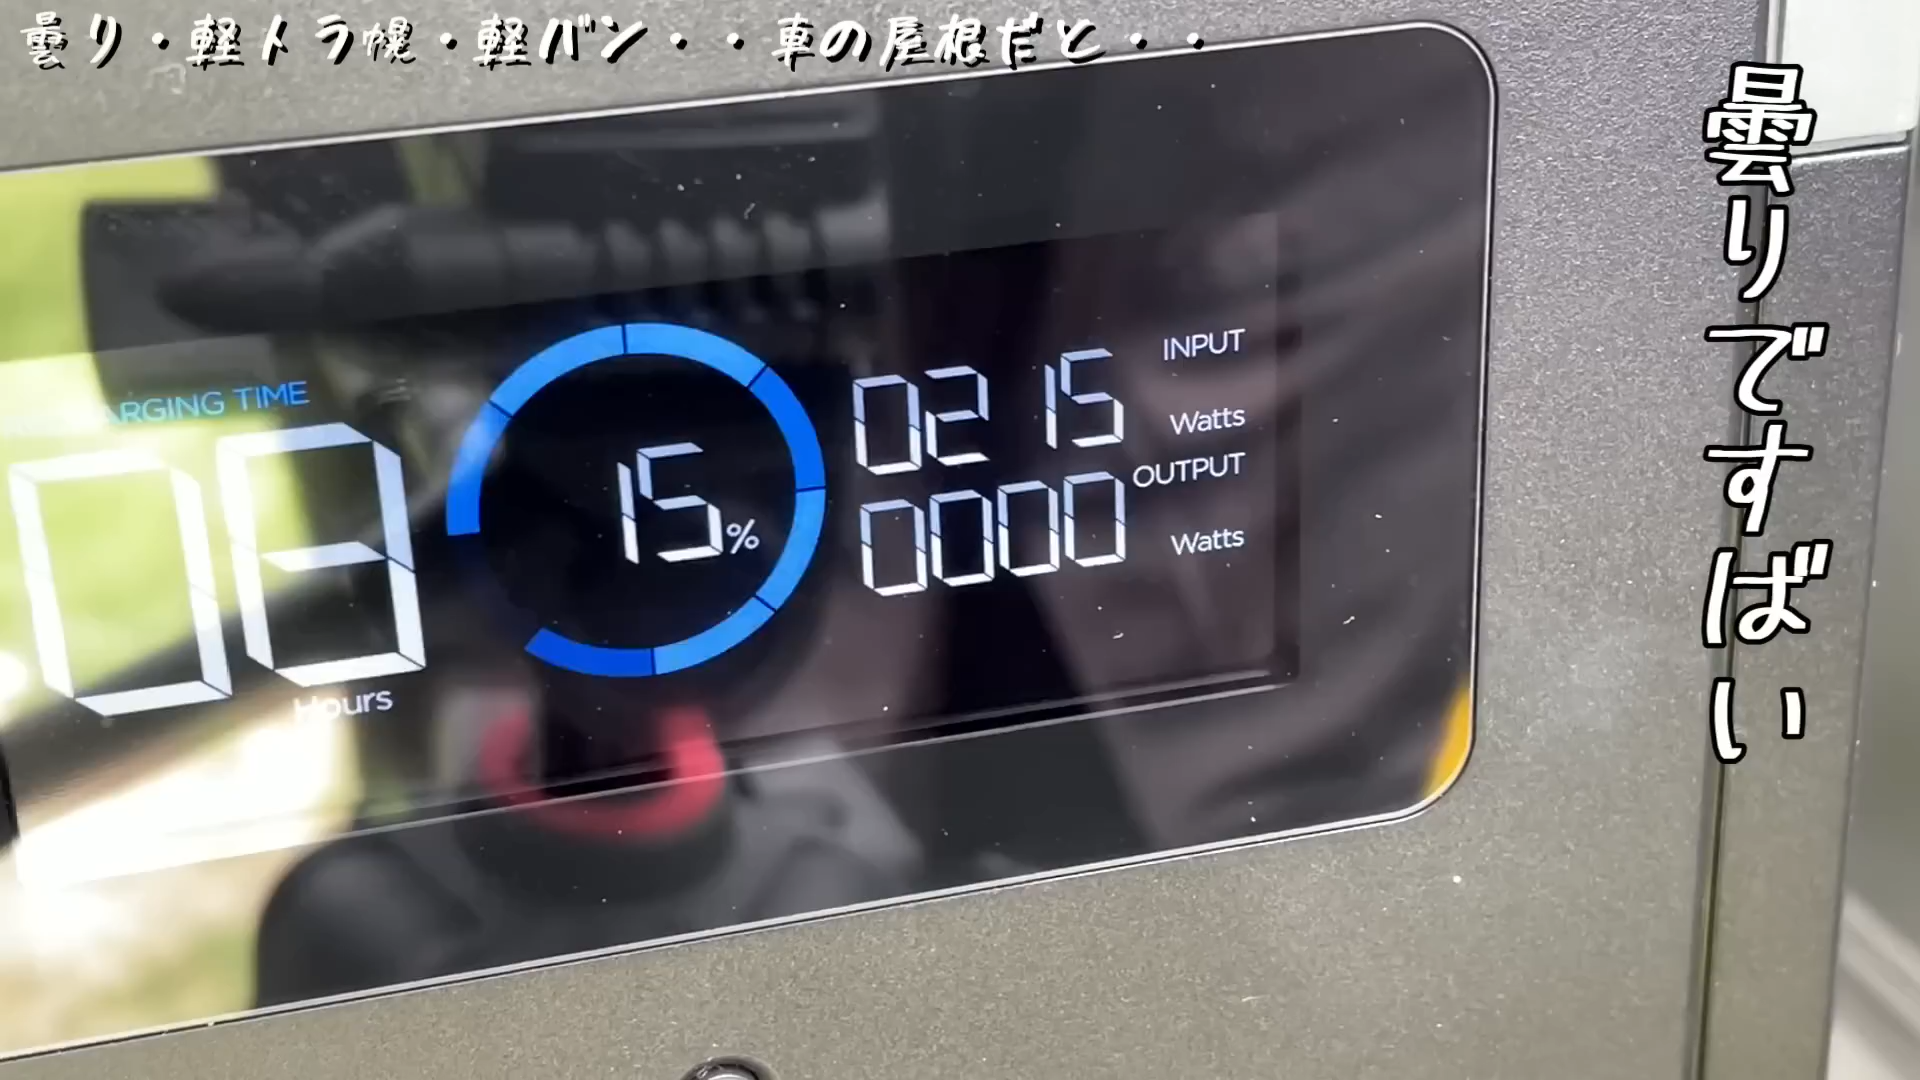 曇り・軽トラ幌・軽バン・・車の屋根だと・・
曇りですばい
ARGING TIME
08
Hours
15%
INPUT
0215
Watts
OUTPUT
0000
Watts